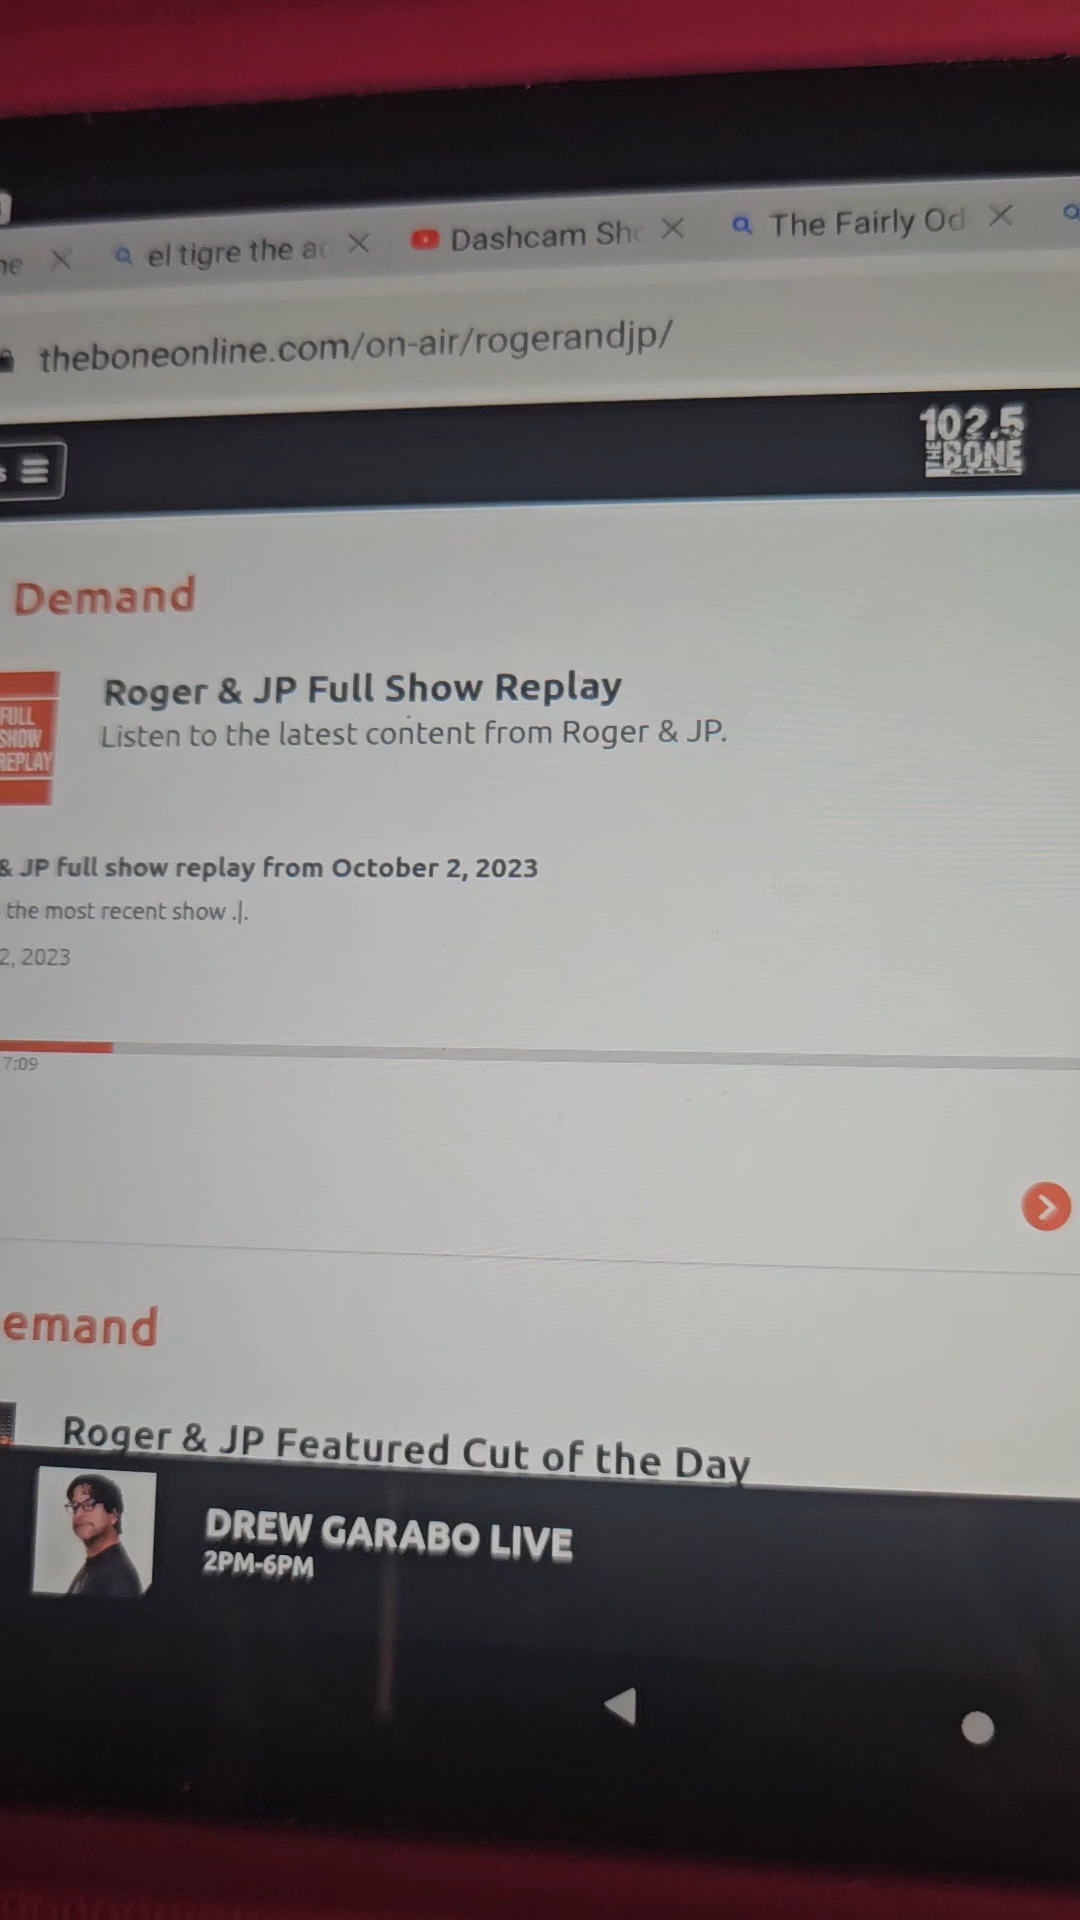 el tigre the ac
Dashcam Sho
The Fairly Od
theboneonline.com/on-air/rogerandjp/
102.5
THE BONE
Demand
Roger & JP Full Show Replay
Listen to the latest content from Roger & JP.
FULL
SHOW
REPLAY
& JP full show replay from October 2, 2023
the most recent show .|.
2, 2023
7:09
emand
Roger & JP Featured Cut of the Day
DREW GARABO LIVE
2PM-6PM